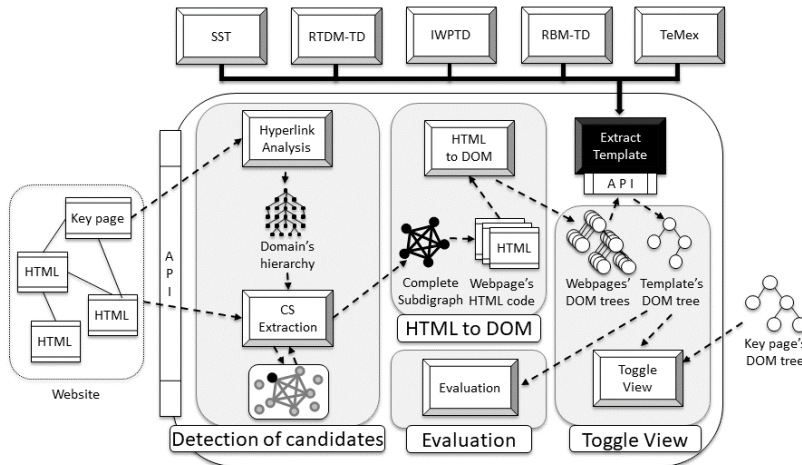 SST
RTDM-TD
IWPTD
RBM-TD
TeMex
Hyperlink
Analysis
HTML
to DOM
Extract
Template
API
Key page
HTML
HTML
HTML
Website
API
Domain's
hierarchy
CS
Extraction
Detection of candidates
Complete
Subdigraph
HTML
Webpage's
HTML code
HTML to DOM
Webpages'
DOM trees
Template's
DOM tree
Key page's
DOM tree
Evaluation
Evaluation
Toggle
View
Toggle View